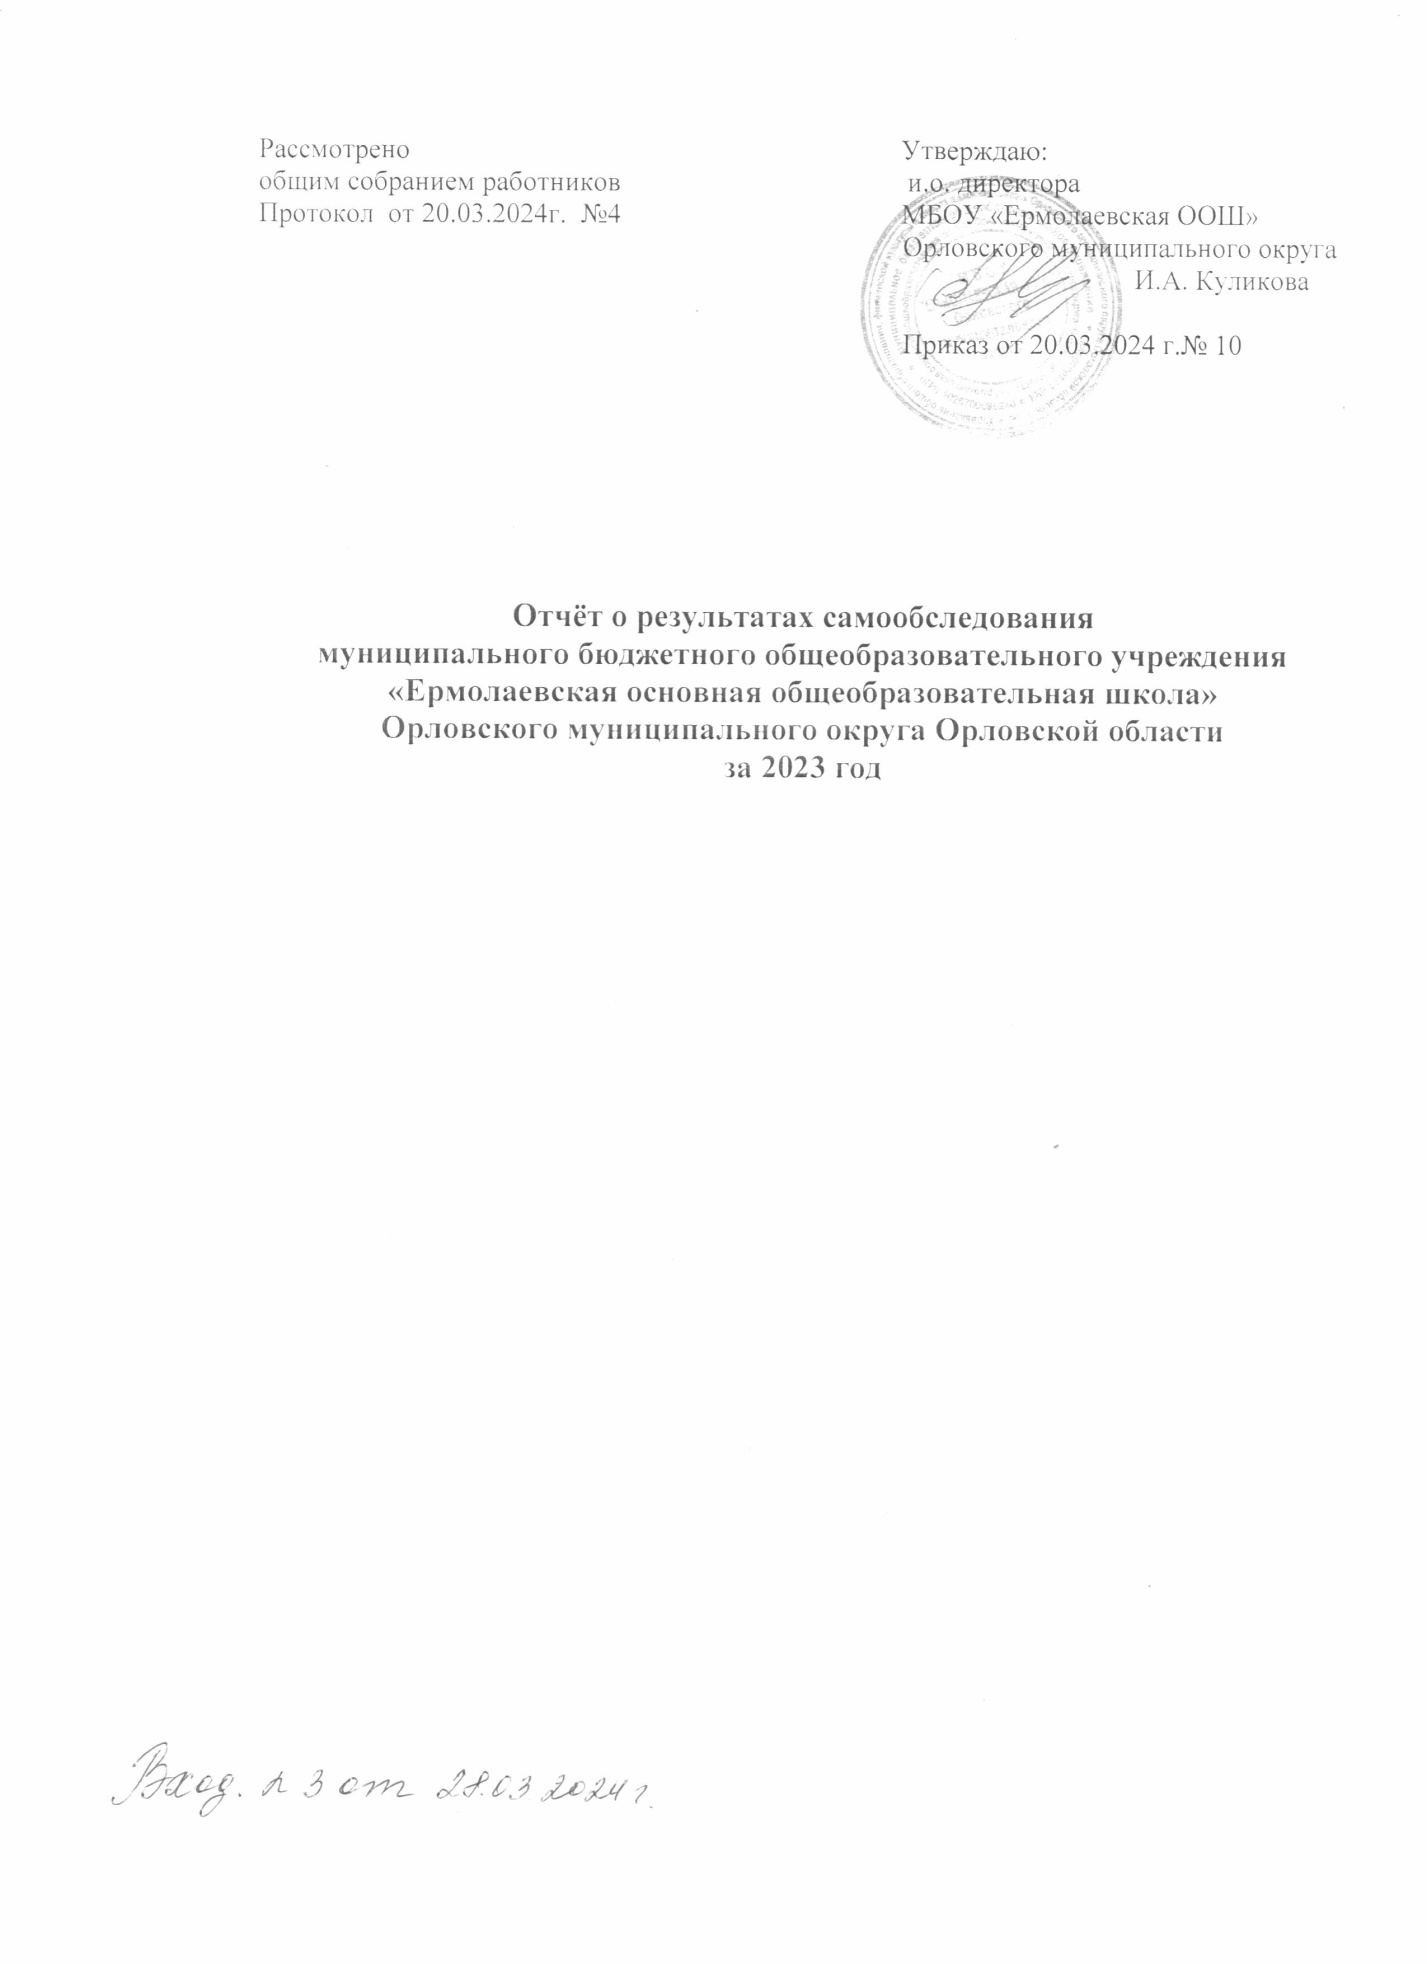 Рассмотрено
общим собранием работников
Протокол от 20.03.2024г. №4
Утверждаю:
и.о. директора
МБОУ «Ермолаевская ООШ»
Орловского муниципального округа
И.А. Куликова
Приказ от 20.03.2024 г.№ 10
Отчёт о результатах самообследования
муниципального бюджетного общеобразовательного учреждения
«Ермолаевская основная общеобразовательная школа»
Орловского муниципального округа Орловской области
за 2023 год
Вход. № 3 от 28.03 2024 г.